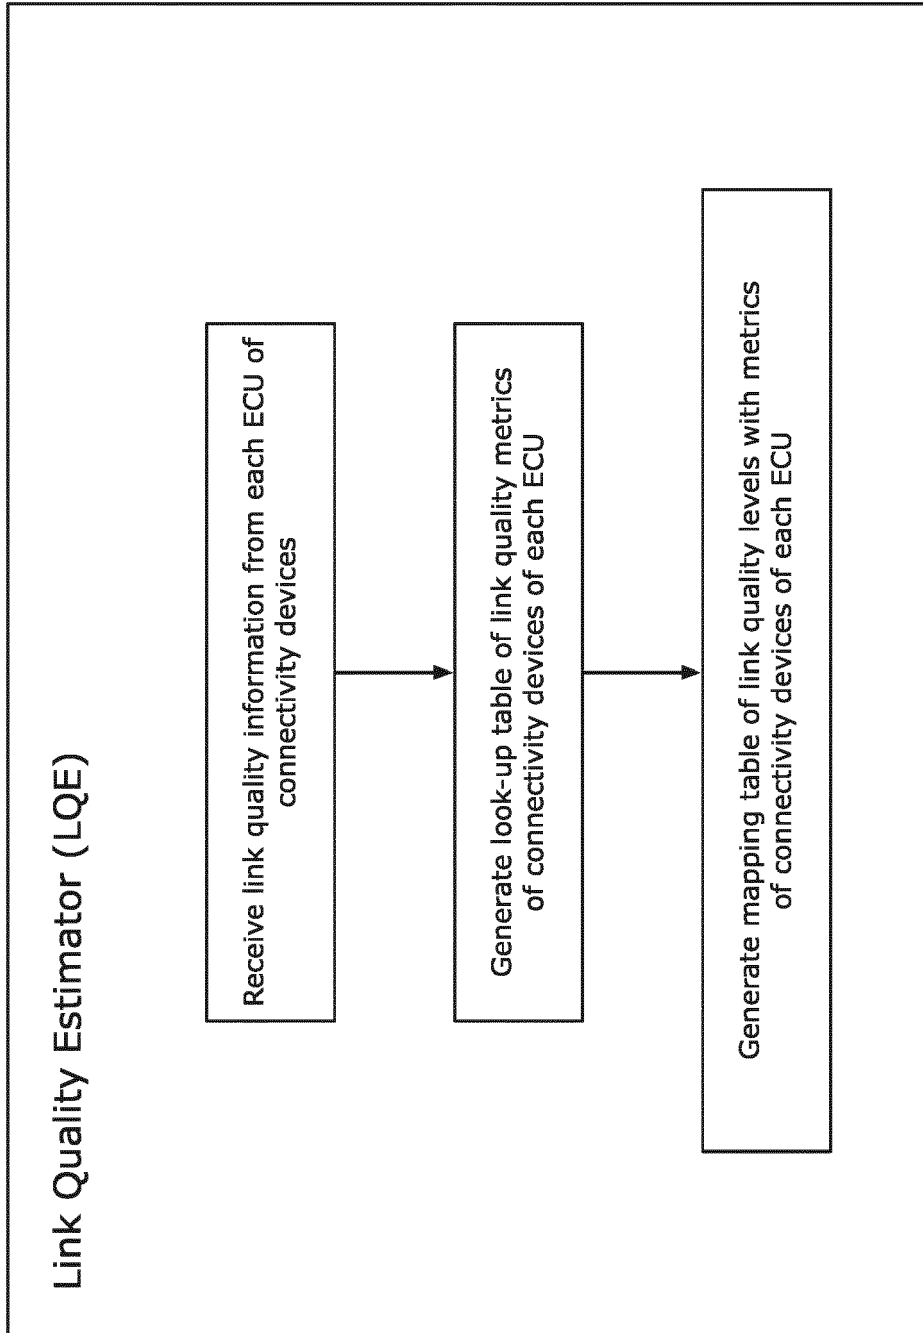 Link Quality Estimator (LQE)
Receive link quality information from each ECU of
connectivity devices
Generate look-up table of link quality metrics
of connectivity devices of each ECU
Generate mapping table of link quality levels with metrics
of connectivity devices of each ECU